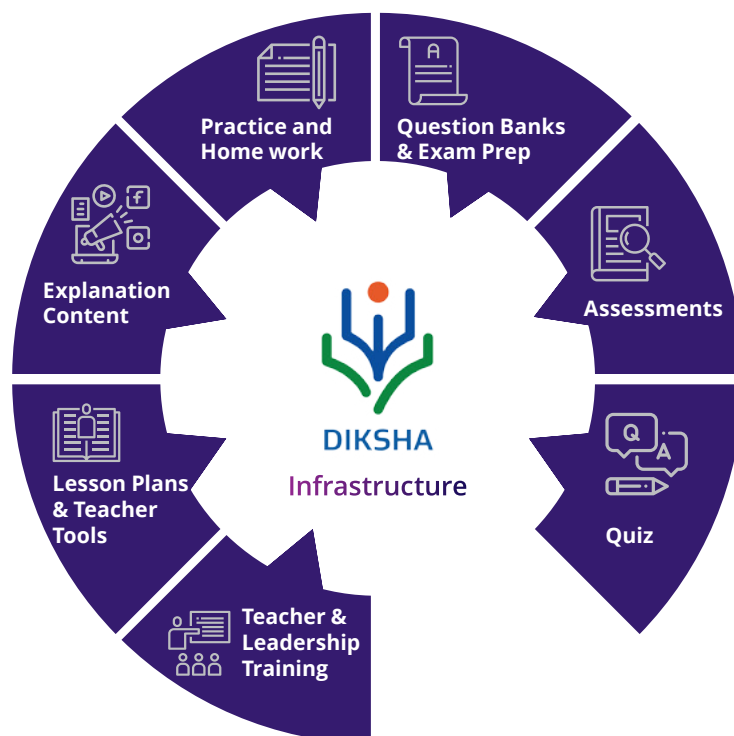 Practice and
Home work
Question Banks
& Exam Prep
A
Explanation
Content
f
Assessments
DIKSHA
Infrastructure
Lesson Plans
& Teacher
Tools
Q
A
Quiz
Teacher &
Leadership
Training